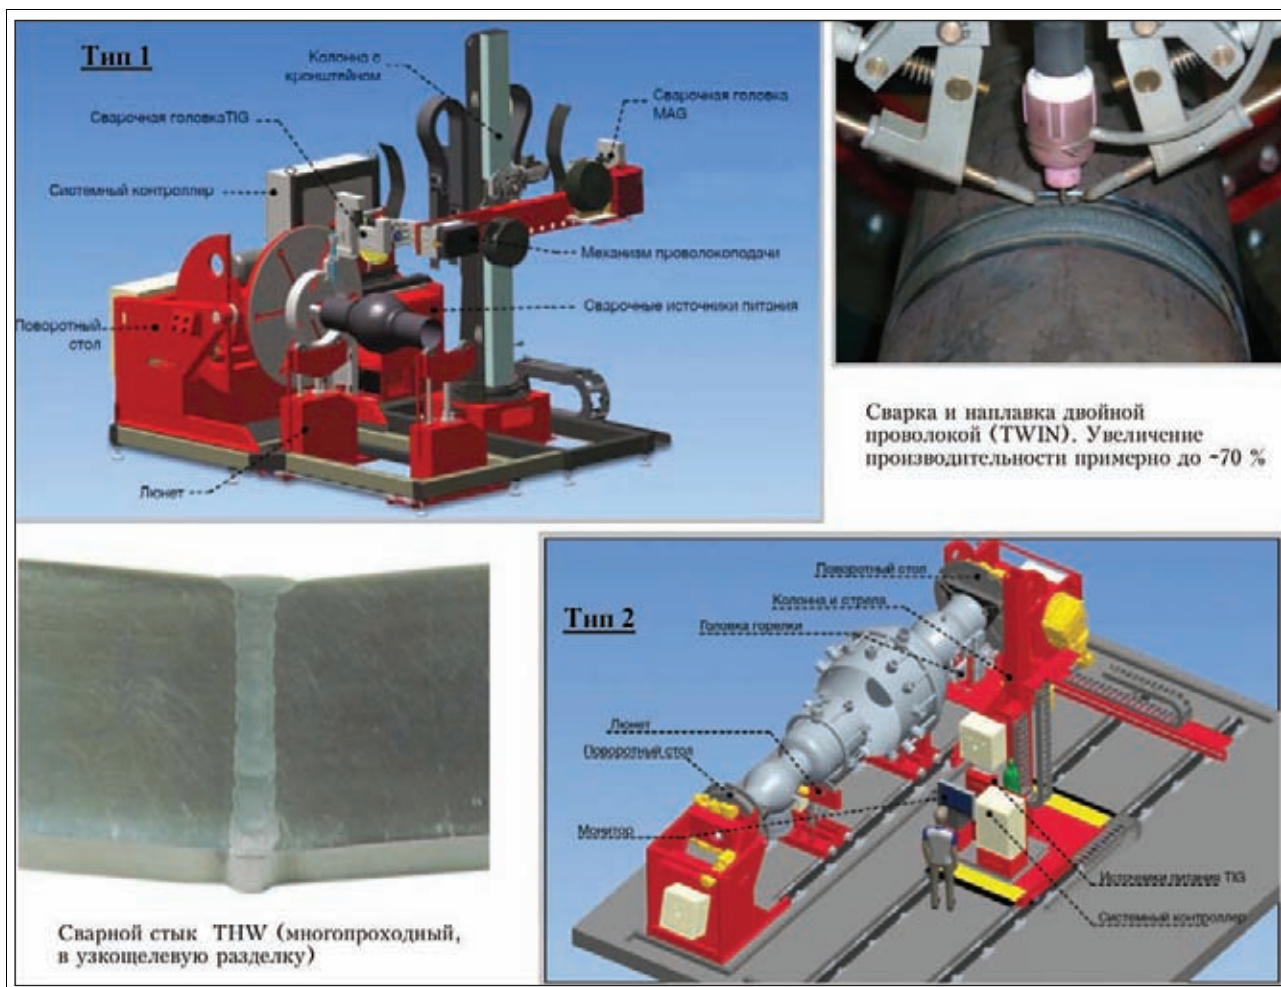 Тип 1
Колонна с
кронштейном
Сварочная головка
MAG
Сварочная головкаTIG
Системный контроллер
Механизм проволокоподачи
Сварочные источники питания
Поворотный
стол
Люнет
Сварка и наплавка двойной
проволокой (TWIN). Увеличение
производительности примерно до ~70 %
Тип 2
Поворотный стол
Колонна и стрела
Головка горелки
Люнет
Поворотный стол
Монитор
Источники питания TIG
Системный контроллер
Сварной стык THW (многопроходный,
в узкощелевую разделку)